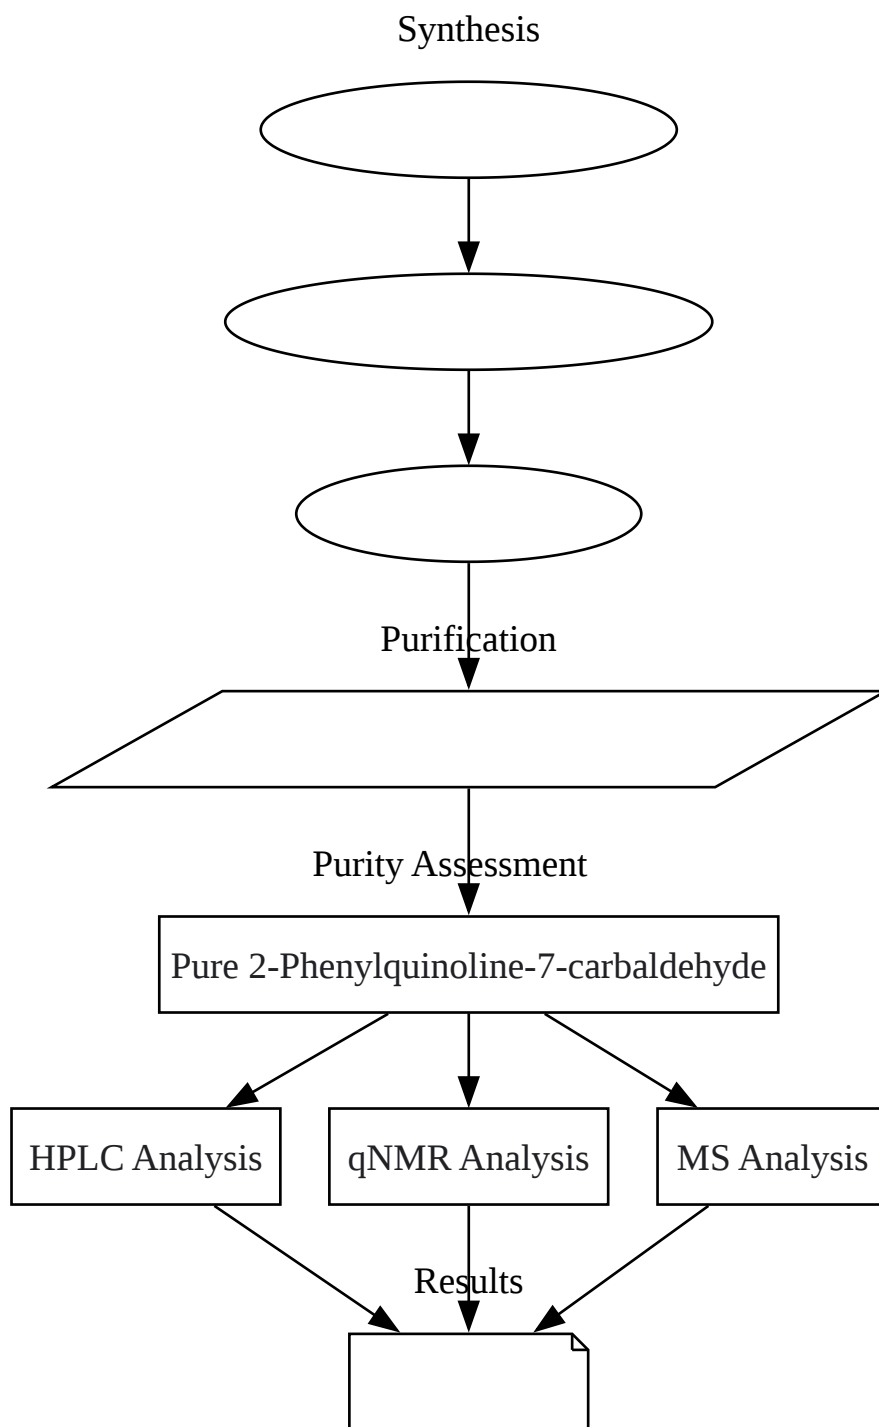 Synthesis
Purification
Purity Assessment
Pure 2-Phenylquinoline-7-carbaldehyde
HPLC Analysis
qNMR Analysis
MS Analysis
Results